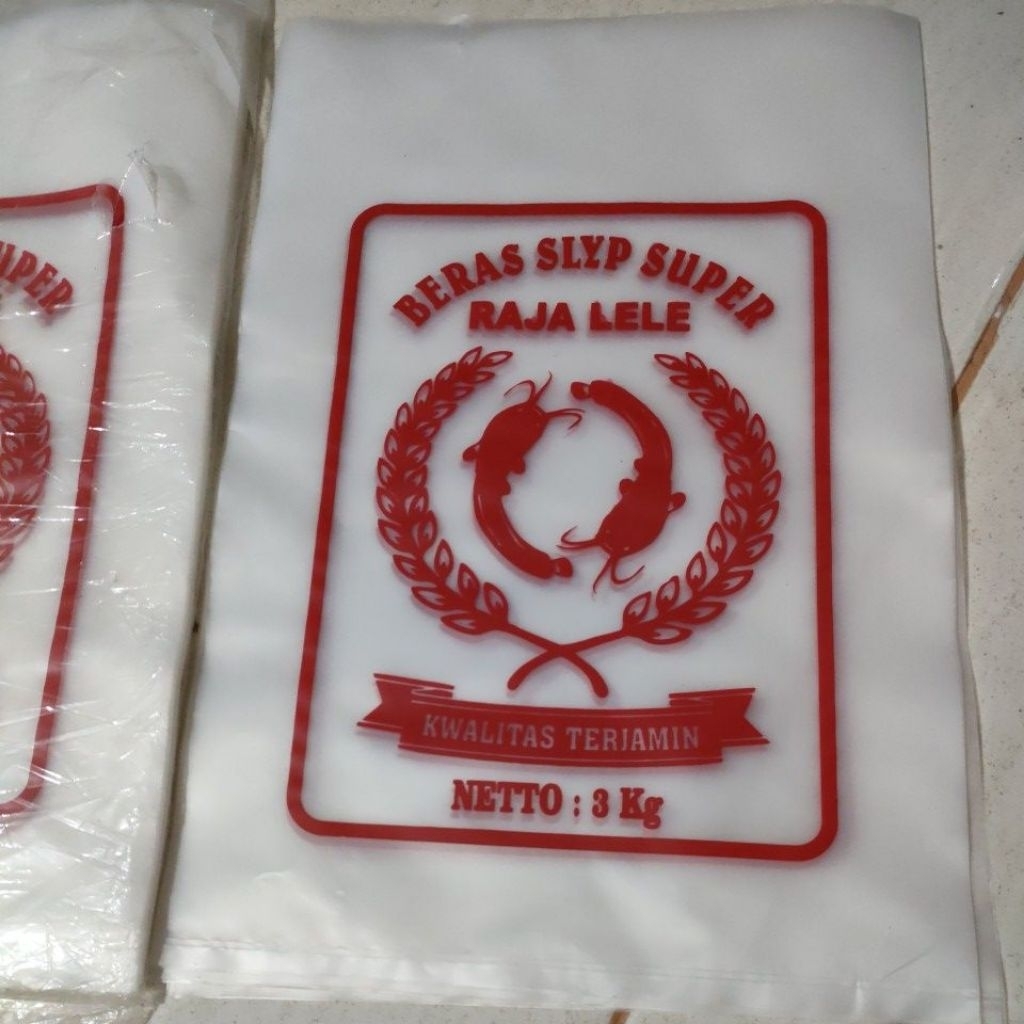 BERAS SLYP SUPER
RAJA LELE
KWALITAS TERJAMIN
NETTO : 3 Kg